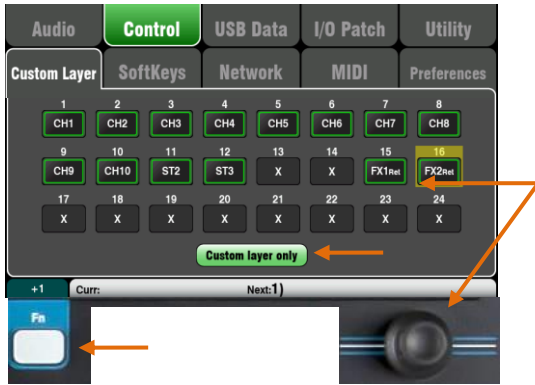 Audio Control USB Data I/O Patch Utility
Custom Layer SoftKeys Network MIDI Preferences
1 2 3 4 5 6 7 8
CH1 CH2 CH3 CH4 CH5 CH6 CH7 CH8
9 10 11 12 13 14 15 16
CH9 CH10 ST2 ST3 X X FX1Ret FX2Ret
17 18 19 20 21 22 23 24
X X X X X X X X
Custom layer only
+1 Curr: Next:1)
Fn